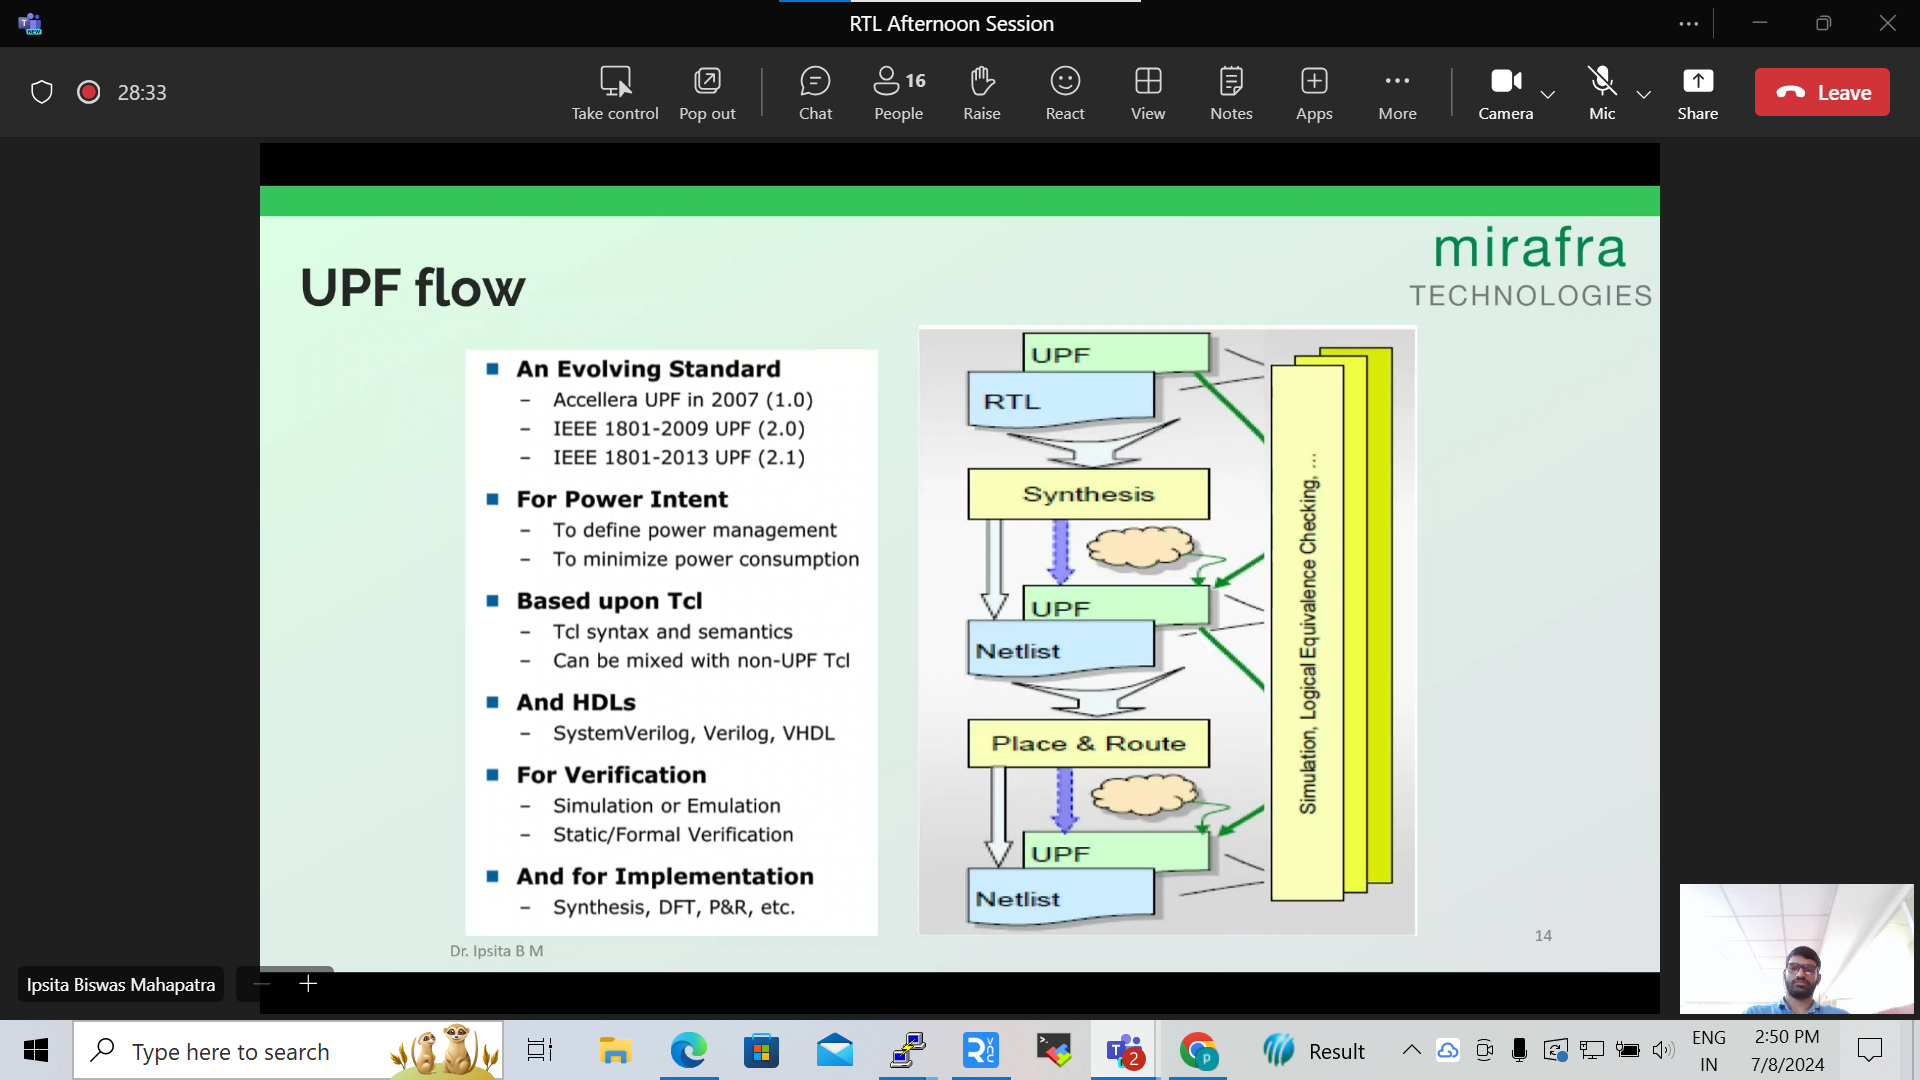 RTL Afternoon Session
28:33
Take control
Pop out
Chat
16
People
Raise
React
View
Notes
Apps
More
Camera
Mic
Share
Leave
mirafra
TECHNOLOGIES
UPF flow
An Evolving Standard
– Accellera UPF in 2007 (1.0)
– IEEE 1801-2009 UPF (2.0)
– IEEE 1801-2013 UPF (2.1)
For Power Intent
– To define power management
– To minimize power consumption
Based upon Tcl
– Tcl syntax and semantics
– Can be mixed with non-UPF Tcl
And HDLs
– SystemVerilog, Verilog, VHDL
For Verification
– Simulation or Emulation
– Static/Formal Verification
And for Implementation
– Synthesis, DFT, P&R, etc.
UPF
RTL
Synthesis
UPF
Netlist
Place & Route
UPF
Netlist
Simulation, Logical Equivalence Checking, ...
Dr. Ipsita B M
14
Ipsita Biswas Mahapatra
Type here to search
2
p
Result
ENG
IN
2:50 PM
7/8/2024